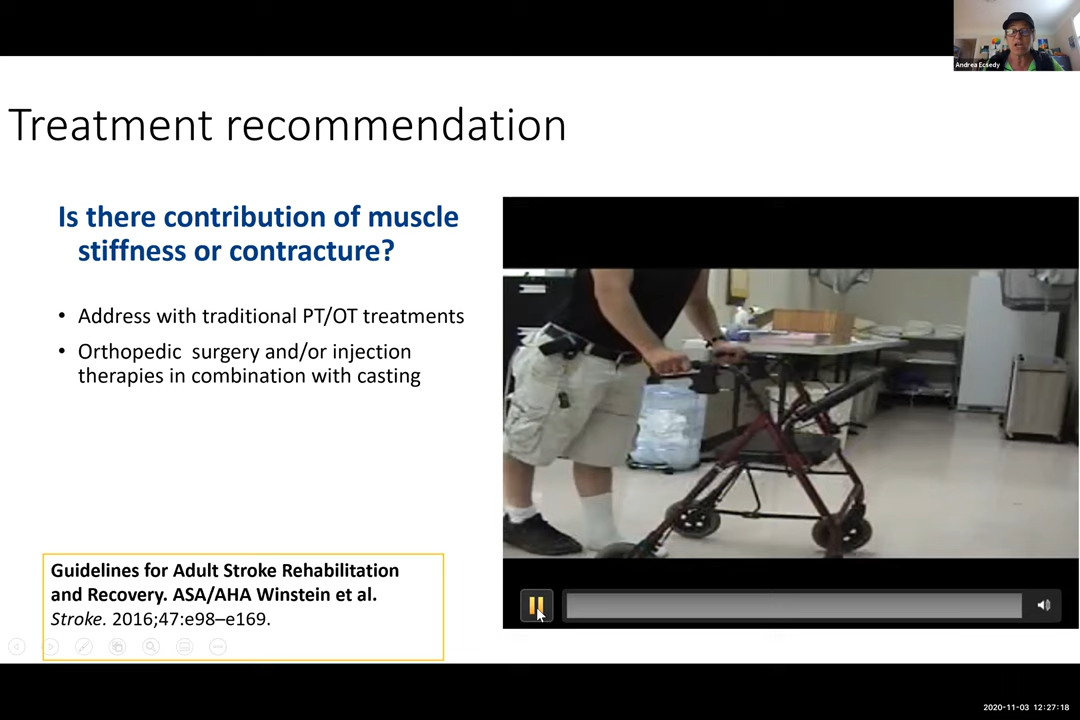 Andrea Ecsedy
Treatment recommendation
Is there contribution of muscle
stiffness or contracture?
• Address with traditional PT/OT treatments
• Orthopedic surgery and/or injection
therapies in combination with casting
Guidelines for Adult Stroke Rehabilitation
and Recovery. ASA/AHA Winstein et al.
Stroke. 2016;47:e98–e169.
2020-11-03 12:27:18